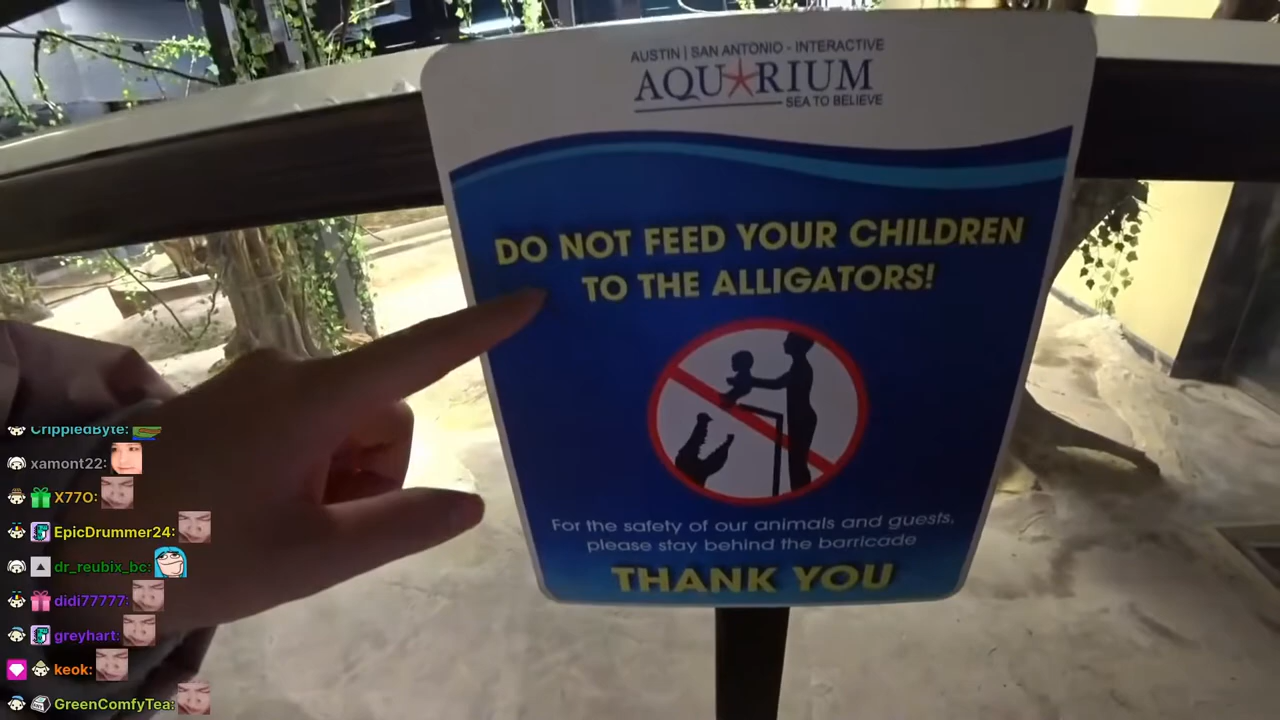 AUSTIN | SAN ANTONIO - INTERACTIVE
AQUARIUM
SEA TO BELIEVE
DO NOT FEED YOUR CHILDREN
TO THE ALLIGATORS!
For the safety of our animals and guests,
please stay behind the barricade
THANK YOU
CrippledByte:
xamont22:
X77O:
EpicDrummer24:
dr_reubix_bc:
didi77777:
greyhart:
keok:
GreenComfyTea: